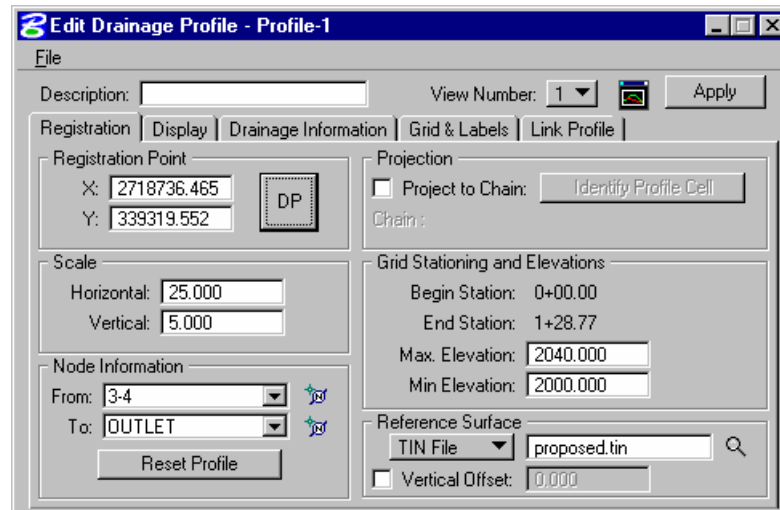 Edit Drainage Profile - Profile-1
File
Description:
View Number: 1
Apply
Registration
Display
Drainage Information
Grid & Labels
Link Profile
Registration Point
X: 2718736.465
Y: 339319.552
DP
Projection
Project to Chain:
Identify Profile Cell
Chain :
Scale
Horizontal: 25.000
Vertical: 5.000
Grid Stationing and Elevations
Begin Station: 0+00.00
End Station: 1+28.77
Max. Elevation: 2040.000
Min Elevation: 2000.000
Node Information
From: 3-4
To: OUTLET
Reset Profile
Reference Surface
TIN File
proposed.tin
Vertical Offset: 0.000